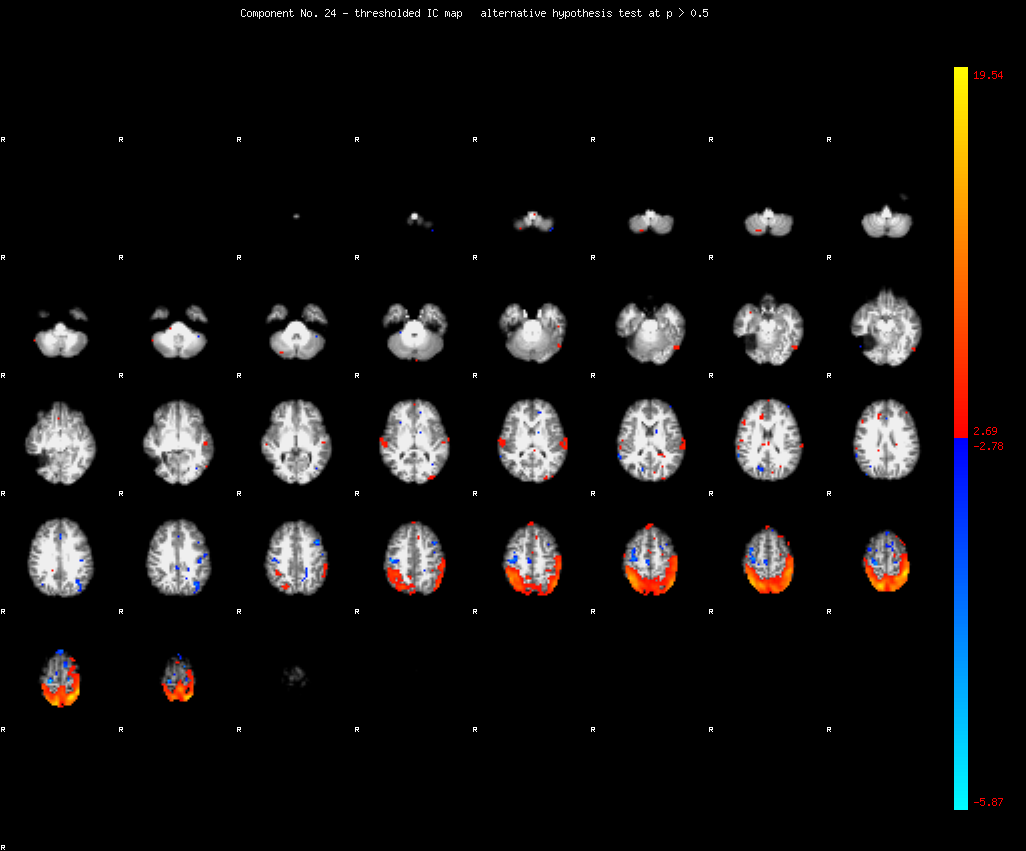 Component No. 24 - thresholded IC map   alternative hypothesis test at p > 0.5
19.54
R R R R R R R R
R R R R R R R R
R R R R R R R R
2.69
-2.78
R R R R R R R R
R R R R R R R R
R R R R R R R R
-5.87
R